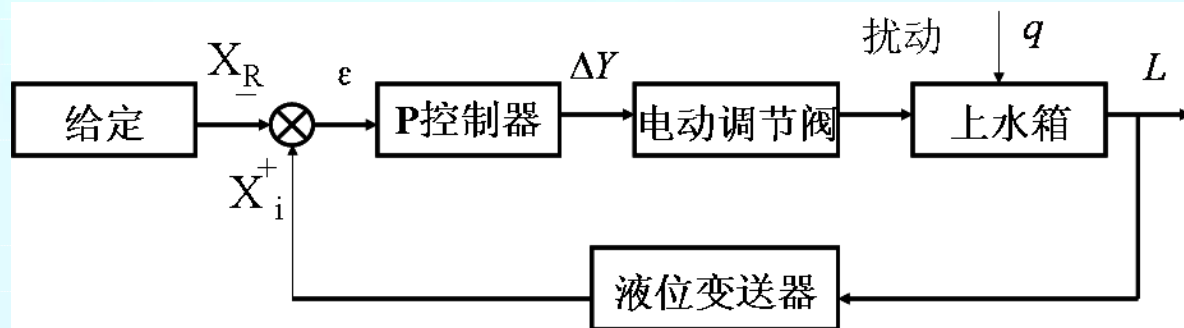 扰动
q
X_R
-
ε
ΔY
L
给定
P控制器
电动调节阀
上水箱
+
X_i
液位变送器